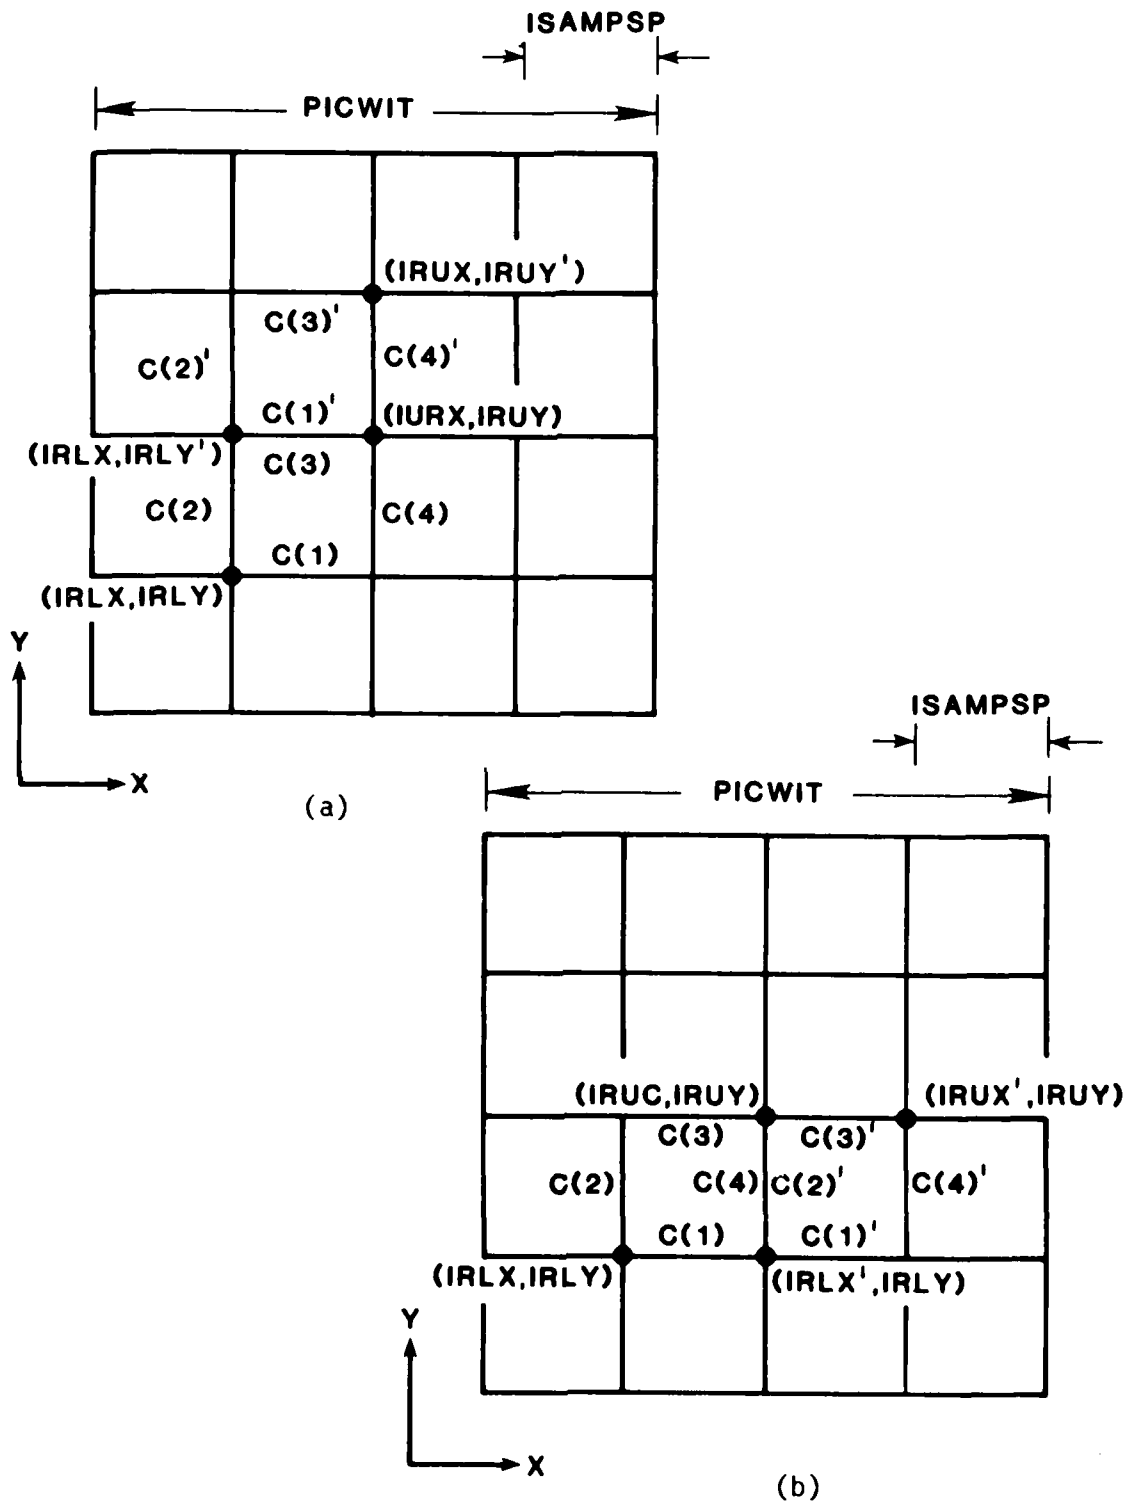 ISAMPSP
PICWIT
(IRUX,IRUY')
C(3)'
C(2)'
C(4)'
C(1)'
(IURX,IRUY)
(IRLX,IRLY')
C(3)
C(2)
C(4)
C(1)
(IRLX,IRLY)
Y
X
(a)
ISAMPSP
PICWIT
(IRUC,IRUY)
(IRUX',IRUY)
C(3)
C(3)'
C(2)
C(4)
C(2)'
C(4)'
C(1)
C(1)'
(IRLX,IRLY)
(IRLX',IRLY)
Y
X
(b)